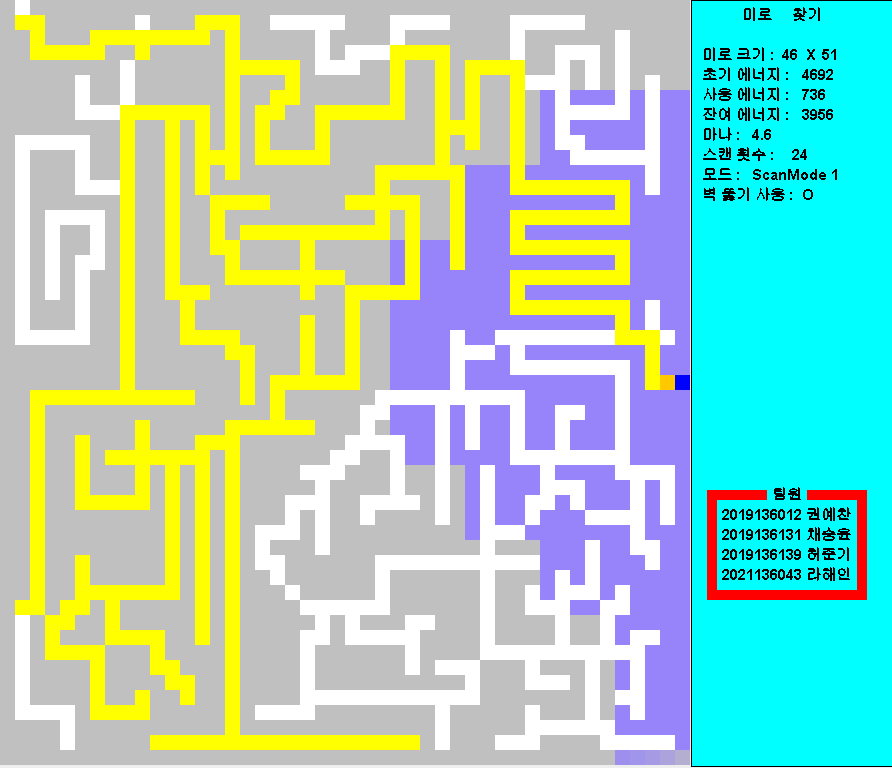 미로 찾기
미로 크기 : 46 X 51
초기 에너지 : 4692
사용 에너지 : 736
잔여 에너지 : 3956
마나 : 4.6
스캔 횟수 : 24
모드 : ScanMode 1
벽 뚫기 사용 : O
팀원
2019136012 권예찬
2019136131 채승윤
2019136139 허준기
2021136043 라해인